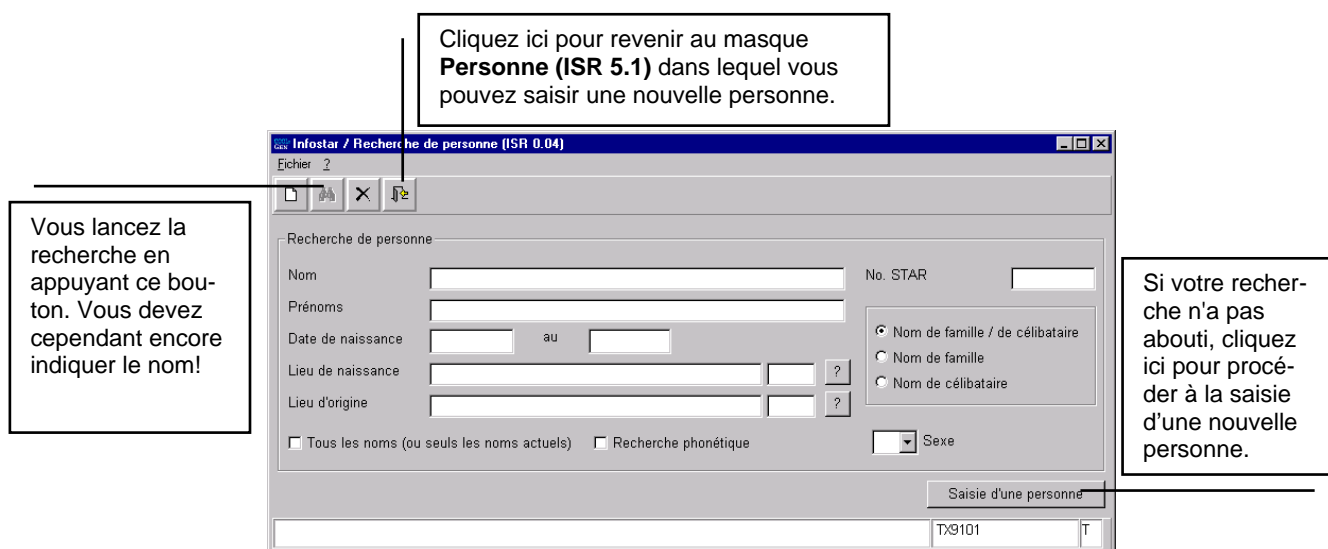 Cliquez ici pour revenir au masque
Personne (ISR 5.1) dans lequel vous
pouvez saisir une nouvelle personne.
Infostar / Recherche de personne (ISR 0.04)
Fichier ?
Vous lancez la
recherche en
appuyant ce bou-
ton. Vous devez
cependant encore
indiquer le nom!
Recherche de personne
Nom
No. STAR
Prénoms
Date de naissance au
Nom de famille / de célibataire
Lieu de naissance ?
Nom de famille
Nom de célibataire
Lieu d'origine ?
Tous les noms (ou seuls les noms actuels) Recherche phonétique
Sexe
Saisie d'une personne
TX9101 T
Si votre recher-
che n'a pas
abouti, cliquez
ici pour procé-
der à la saisie
d’une nouvelle
personne.